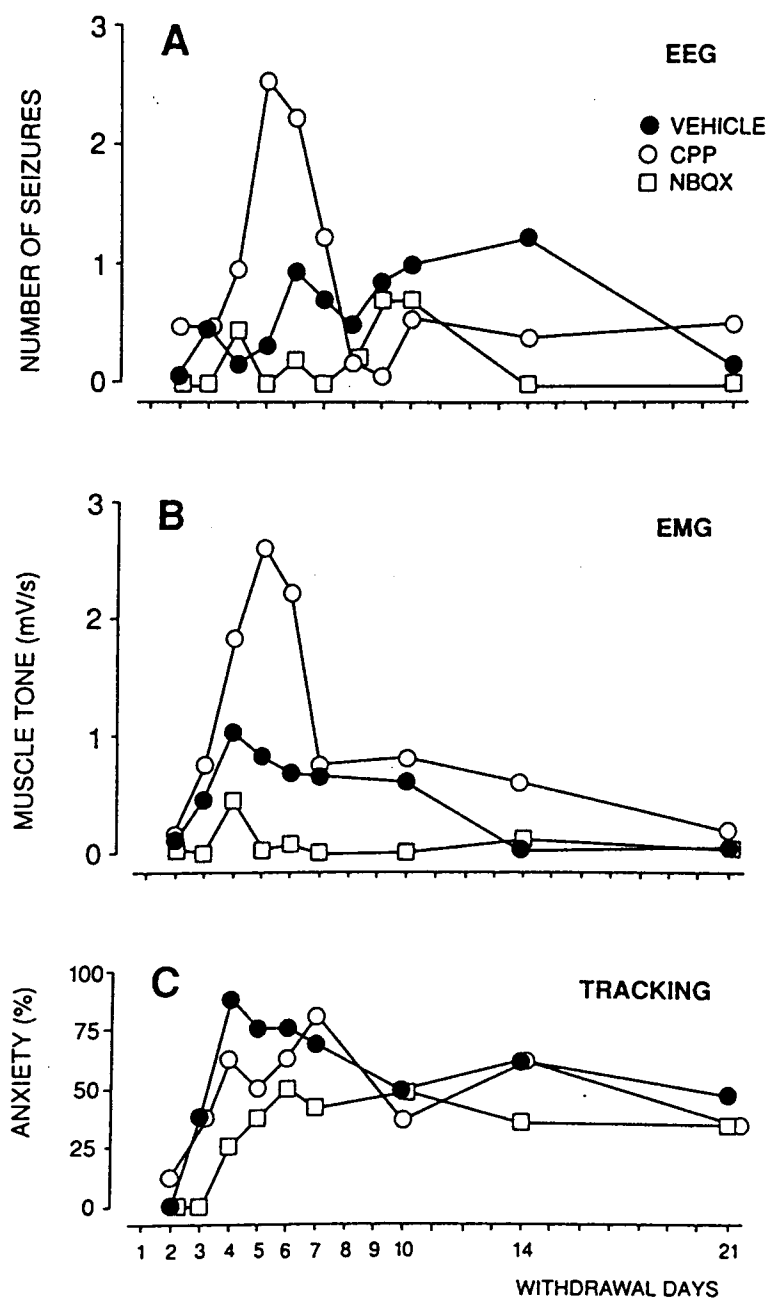 A
EEG
NUMBER OF SEIZURES
3
2
1
0
VEHICLE
CPP
NBQX
B
EMG
MUSCLE TONE (mV/s)
3
2
1
0
C
TRACKING
ANXIETY (%)
100
75
50
25
0
1 2 3 4 5 6 7 8 9 10 14 21
WITHDRAWAL DAYS